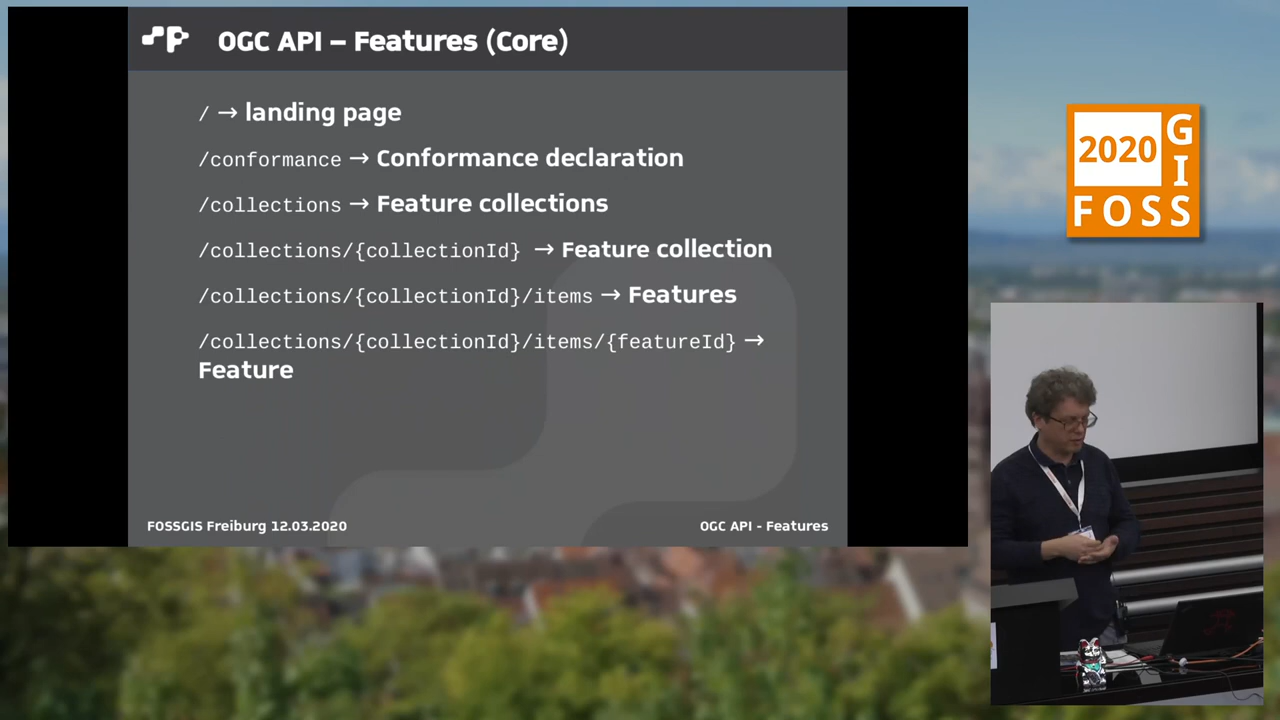 OGC API – Features (Core)
/ → landing page
/conformance → Conformance declaration
/collections → Feature collections
/collections/{collectionId} → Feature collection
/collections/{collectionId}/items → Features
/collections/{collectionId}/items/{featureId} →
Feature
FOSSGIS Freiburg 12.03.2020
OGC API - Features
2020
G
I
FOSS